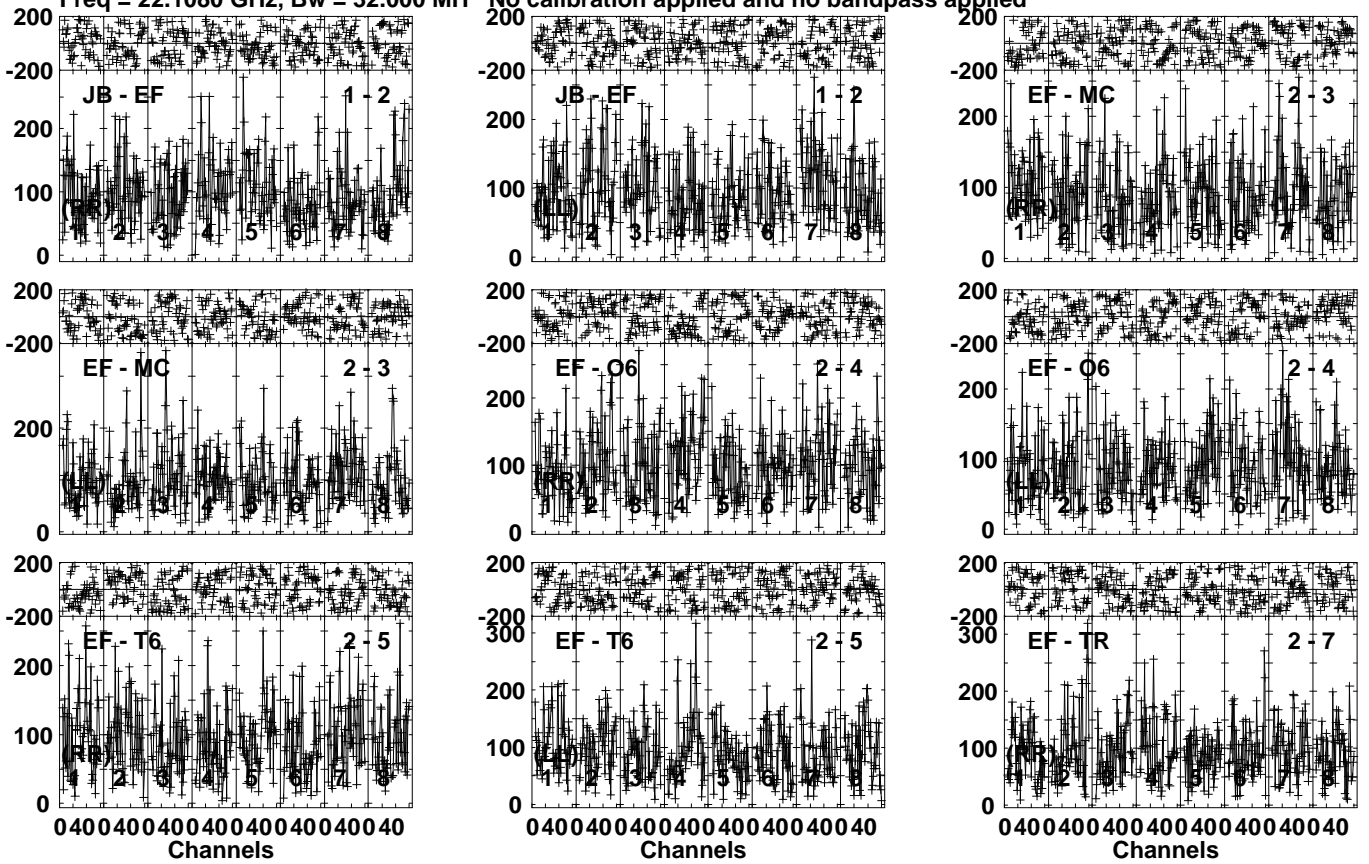 Freq = 22.1080 GHz, Bw = 32.000 MH No calibration applied and no bandpass applied
200 200 200
-200 -200 -200
JB - EF 1 - 2 JB - EF 1 - 2 EF - MC 2 - 3
200 200 200
100 100 100
(RR) (LL) (RR)
1 2 3 4 5 6 7 8 1 2 3 4 5 6 7 8 1 2 3 4 5 6 7 8
0 0 0
200 200 200
-200 -200 -200
EF - MC 2 - 3 EF - O6 2 - 4 EF - O6 2 - 4
200 200 200
100 100
(LL) (RR) (LL)
1 2 3 4 5 6 7 8 1 2 3 4 5 6 7 8 1 2 3 4 5 6 7 8
0 0 0
200 200 200
-200 -200 -200
300 300
EF - T6 2 - 5 EF - T6 2 - 5 EF - TR 2 - 7
200 200 200
100 100 100
(RR) (LL) (RR)
1 2 3 4 5 6 7 8 1 2 3 4 5 6 7 8 1 2 3 4 5 6 7 8
0 0 0
0 40 0 40 0 40 0 40 0 40 0 40 0 40 0 40 0 40 0 40 0 40 0 40 0 40 0 40 0 40 0 40 0 40 0 40 0 40 0 40 0 40 0 40 0 40 0 40
Channels Channels Channels